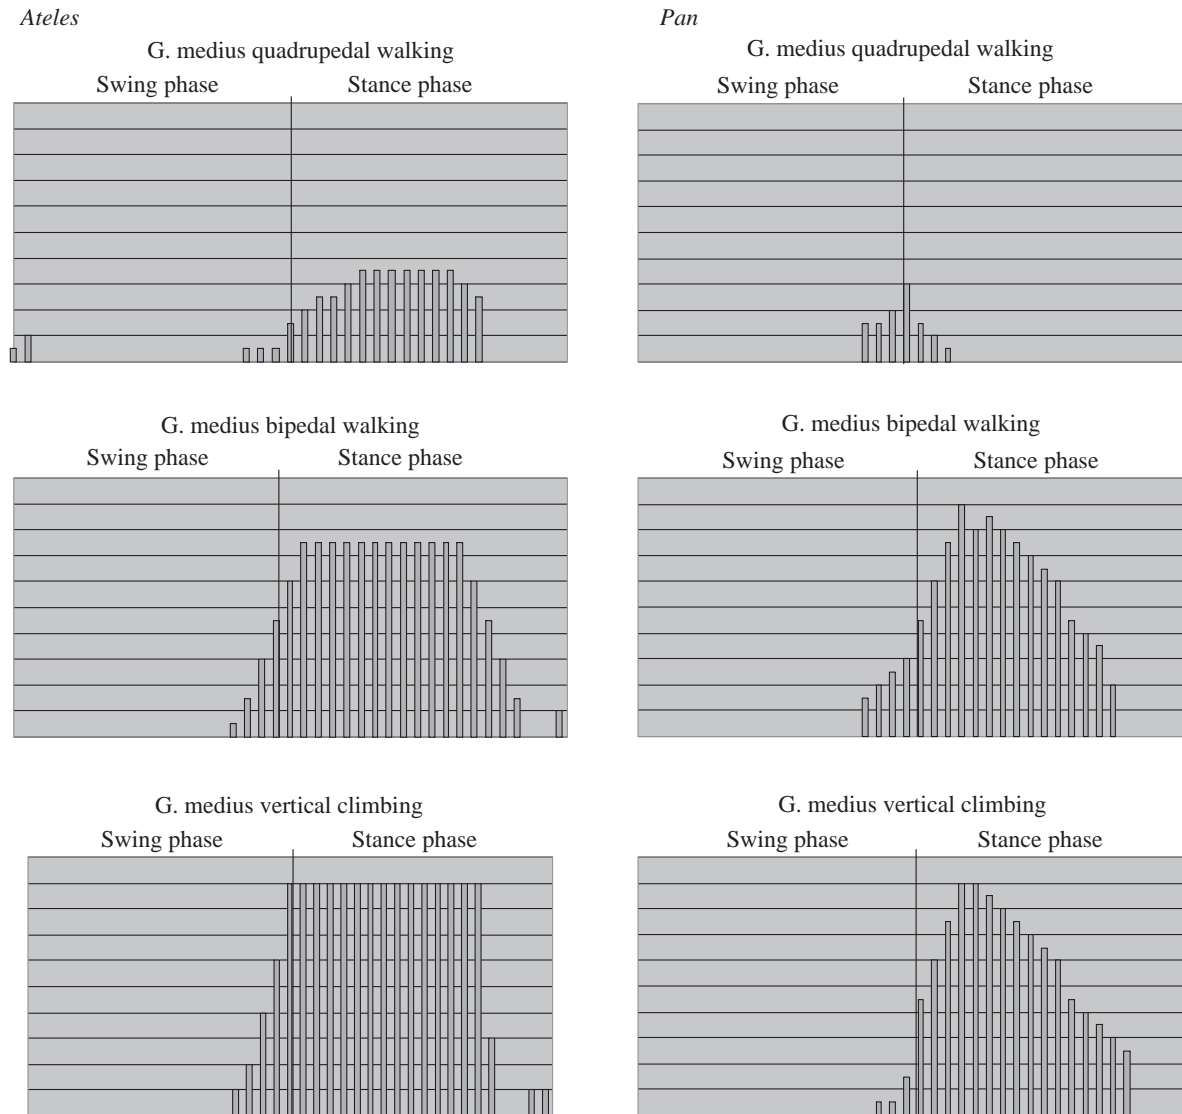 Ateles
G. medius quadrupedal walking
Swing phase Stance phase
G. medius bipedal walking
Swing phase Stance phase
G. medius vertical climbing
Swing phase Stance phase
Pan
G. medius quadrupedal walking
Swing phase Stance phase
G. medius bipedal walking
Swing phase Stance phase
G. medius vertical climbing
Swing phase Stance phase